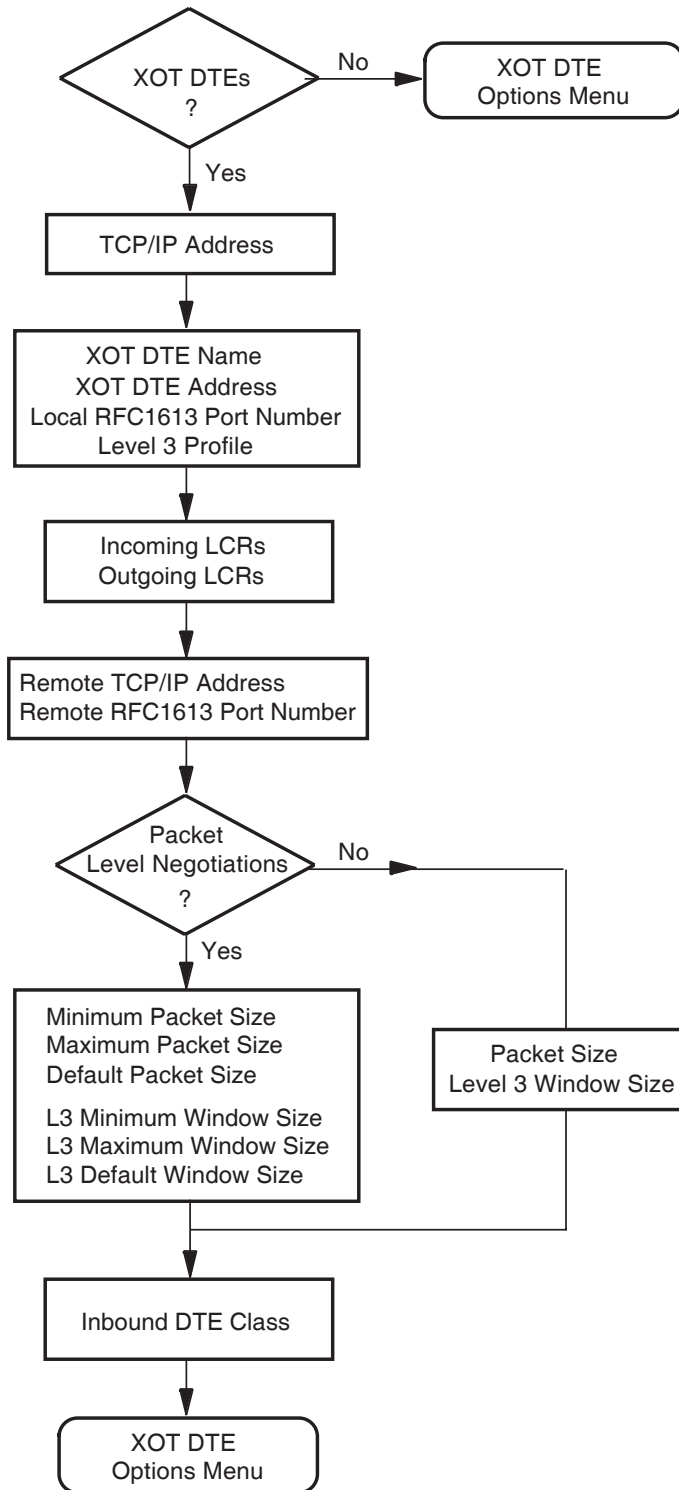 XOT DTEs
?
No
XOT DTE
Options Menu
Yes
TCP/IP Address
XOT DTE Name
XOT DTE Address
Local RFC1613 Port Number
Level 3 Profile
Incoming LCRs
Outgoing LCRs
Remote TCP/IP Address
Remote RFC1613 Port Number
Packet
Level Negotiations
?
No
Yes
Minimum Packet Size
Maximum Packet Size
Default Packet Size
L3 Minimum Window Size
L3 Maximum Window Size
L3 Default Window Size
Packet Size
Level 3 Window Size
Inbound DTE Class
XOT DTE
Options Menu